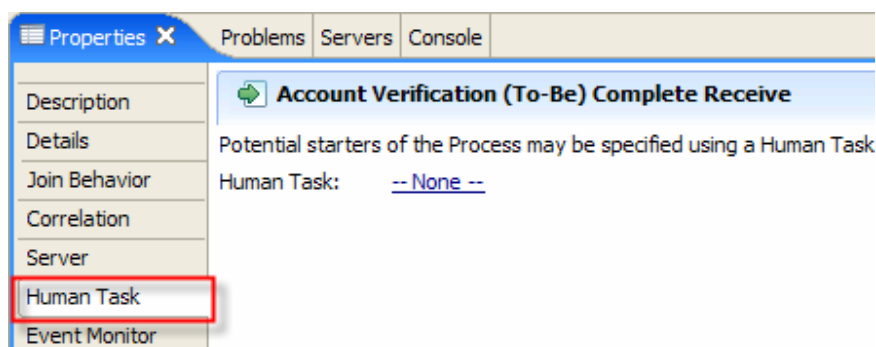 Properties Problems Servers Console
Account Verification (To-Be) Complete Receive
Potential starters of the Process may be specified using a Human Task
Human Task: -- None --
Description
Details
Join Behavior
Correlation
Server
Human Task
Event Monitor